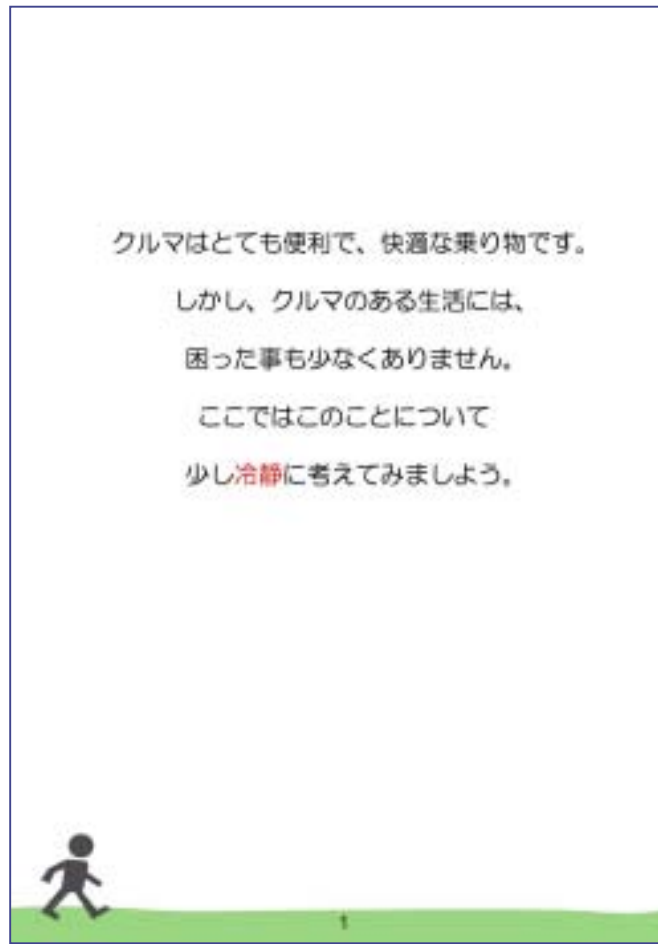 クルマはとても便利で、快適な乗り物です。
しかし、クルマのある生活には、
困った事も少なくありません。
ここではこのことについて
少し冷静に考えてみましよう。
1